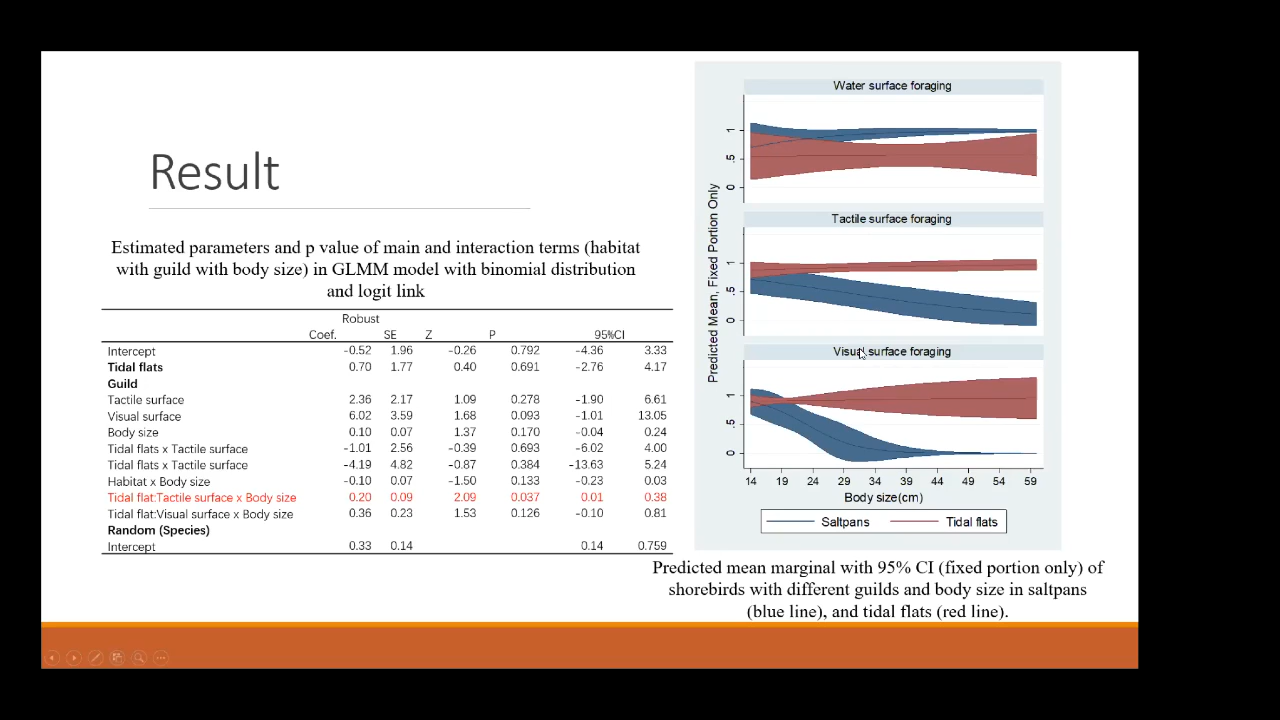 Result
Estimated parameters and p value of main and interaction terms (habitat
with guild with body size) in GLMM model with binomial distribution
and logit link
Robust
Coef. SE Z P 95%CI
Intercept -0.52 1.96 -0.26 0.792 -4.36 3.33
Tidal flats 0.70 1.77 0.40 0.691 -2.76 4.17
Guild
Tactile surface 2.36 2.17 1.09 0.278 -1.90 6.61
Visual surface 6.02 3.59 1.68 0.093 -1.01 13.05
Body size 0.10 0.07 1.37 0.170 -0.04 0.24
Tidal flats x Tactile surface -1.01 2.56 -0.39 0.693 -6.02 4.00
Tidal flats x Tactile surface -4.19 4.82 -0.87 0.384 -13.63 5.24
Habitat x Body size -0.10 0.07 -1.50 0.133 -0.23 0.03
Tidal flat:Tactile surface x Body size 0.20 0.09 2.09 0.037 0.01 0.38
Tidal flat:Visual surface x Body size 0.36 0.23 1.53 0.126 -0.10 0.81
Random (Species)
Intercept 0.33 0.14 0.14 0.759
Predicted Mean, Fixed Portion Only
Water surface foraging
1
.5
0
Tactile surface foraging
1
.5
0
Visual surface foraging
1
.5
0
14 19 24 29 34 39 44 49 54 59
Body size(cm)
Saltpans Tidal flats
Predicted mean marginal with 95% CI (fixed portion only) of
shorebirds with different guilds and body size in saltpans
(blue line), and tidal flats (red line).